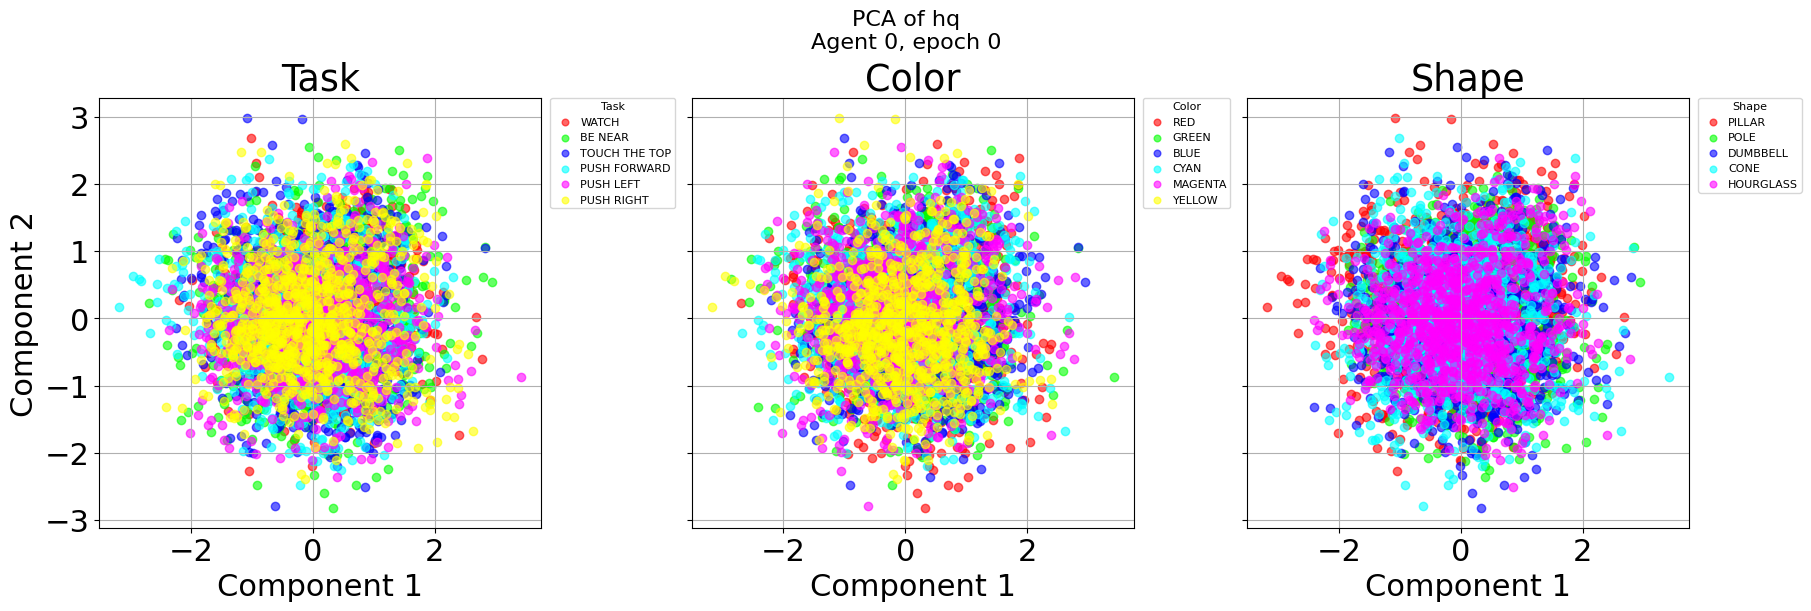 PCA of hq
Agent 0, epoch 0
Task
Color
Shape
Component 2
3
2
1
0
−1
−2
−3
−2 0 2
Component 1
−2 0 2
Component 1
−2 0 2
Component 1
Task
WATCH
BE NEAR
TOUCH THE TOP
PUSH FORWARD
PUSH LEFT
PUSH RIGHT
Color
RED
GREEN
BLUE
CYAN
MAGENTA
YELLOW
Shape
PILLAR
POLE
DUMBBELL
CONE
HOURGLASS